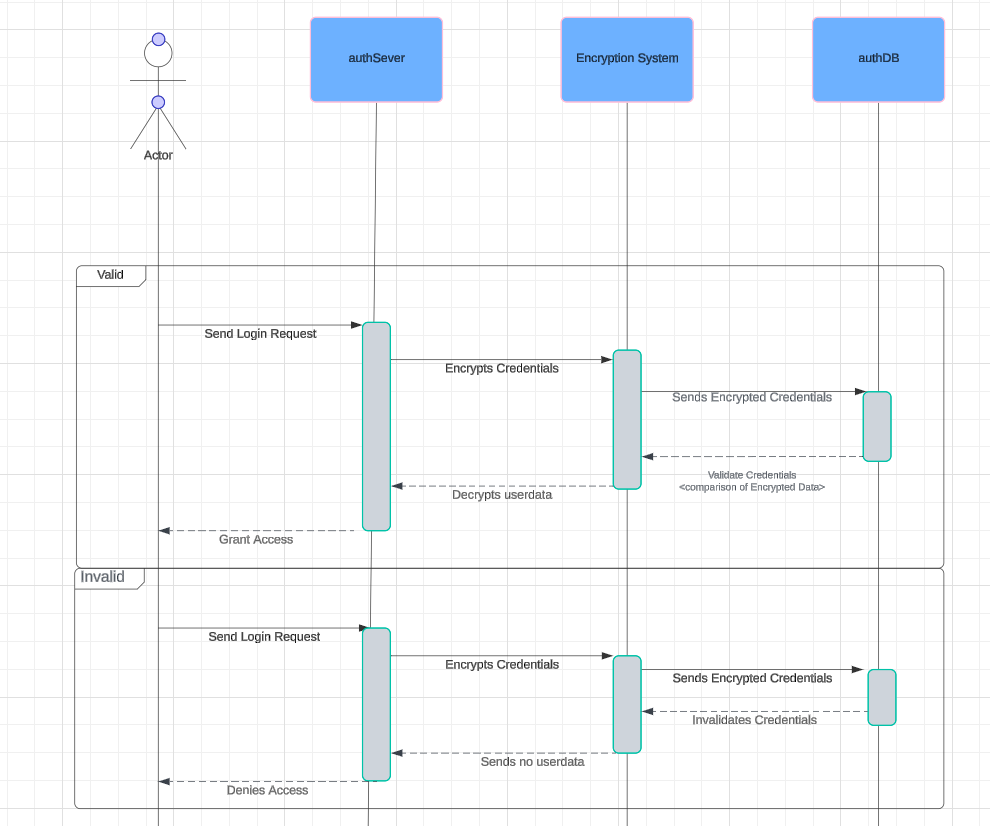 authSever
Encryption System
authDB
Actor
Valid
Send Login Request
Encrypts Credentials
Sends Encrypted Credentials
Validate Credentials
<comparison of Encrypted Data>
Decrypts userdata
Grant Access
Invalid
Send Login Request
Encrypts Credentials
Sends Encrypted Credentials
Invalidates Credentials
Sends no userdata
Denies Access